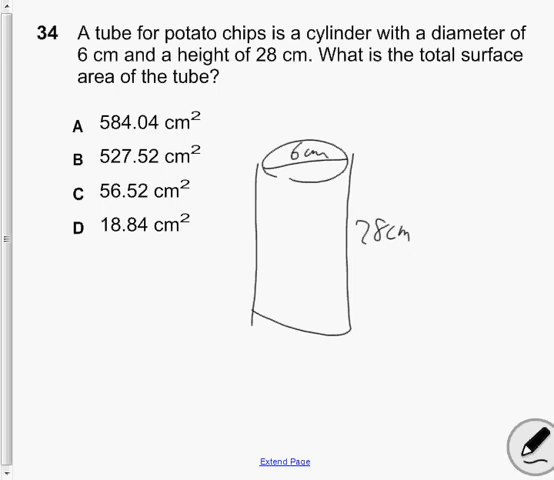 34 A tube for potato chips is a cylinder with a diameter of
6 cm and a height of 28 cm. What is the total surface
area of the tube?
A 584.04 cm²
B 527.52 cm²
C 56.52 cm²
D 18.84 cm²
6cm
28cm
Extend Page